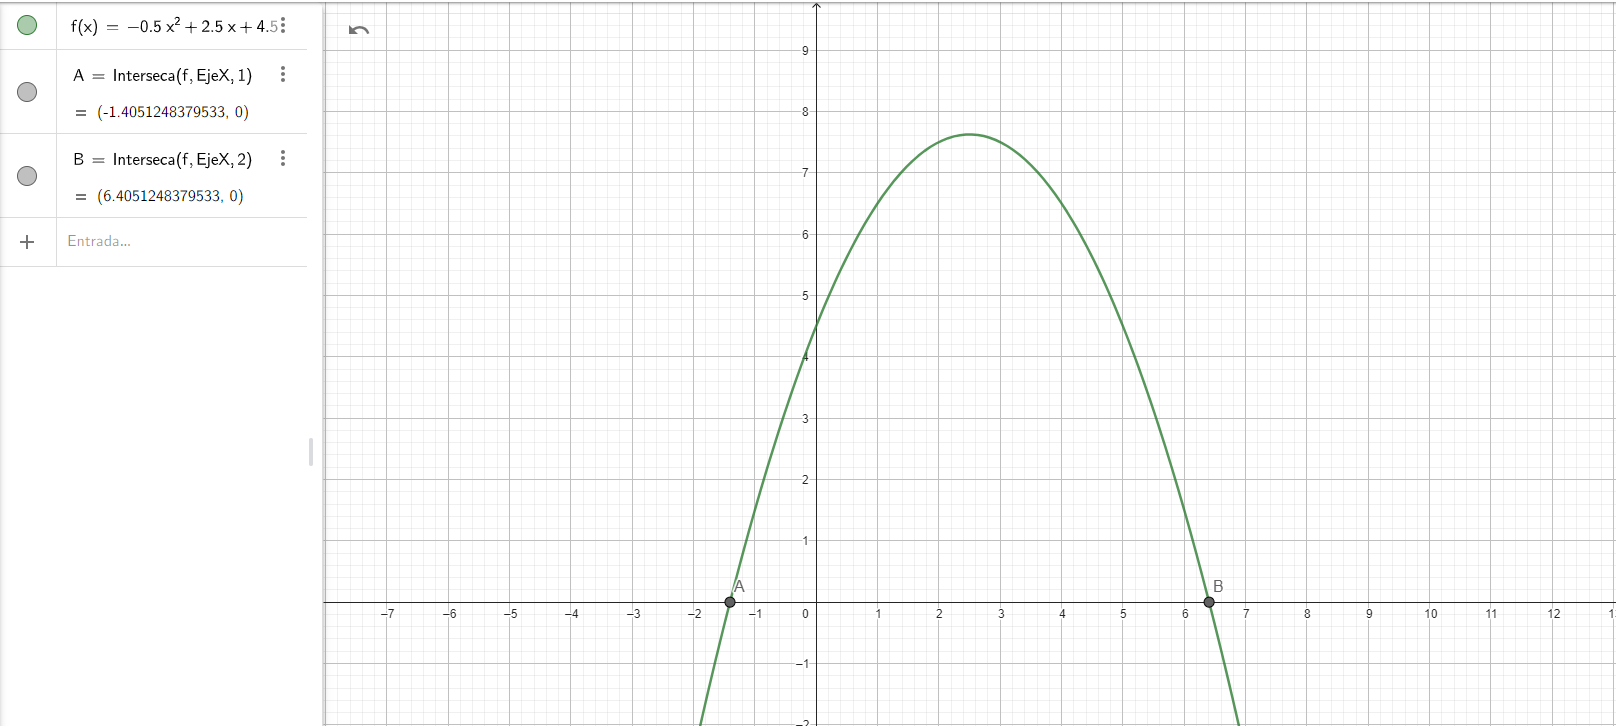 f(x) = −0.5 x² + 2.5 x + 4.5
A = Interseca(f, EjeX, 1)
= (-1.4051248379533, 0)
B = Interseca(f, EjeX, 2)
= (6.4051248379533, 0)
+ Entrada...
9
8
7
6
5
4
3
2
1
A
B
−7 −6 −5 −4 −3 −2 −1 0 1 2 3 4 5 6 7 8 9 10 11 12
−1
−2